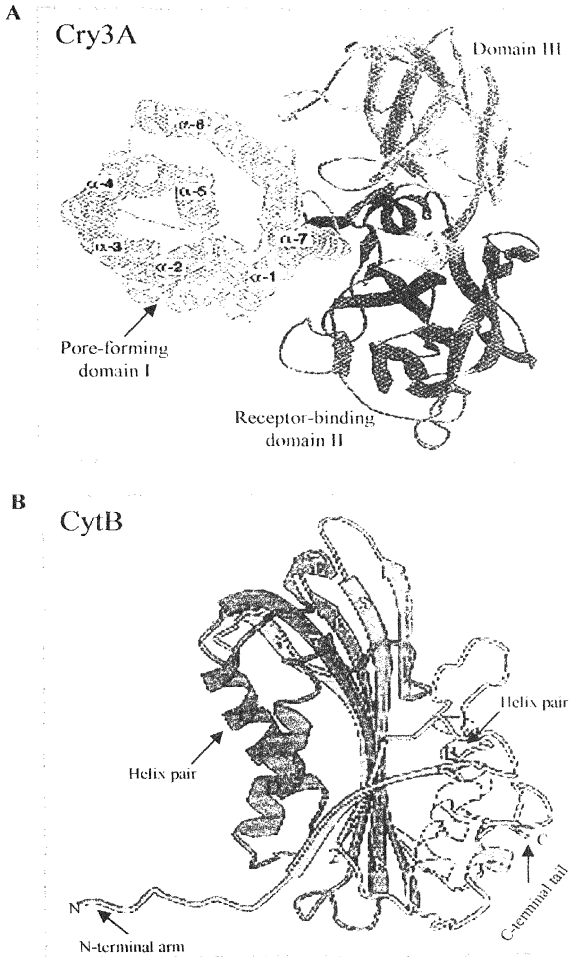 A
Cry3A
Domain III
α-6
α-4
α-5
α-3
α-7
α-2
α-1
Pore-forming
domain I
Receptor-binding
domain II
B
CytB
Helix pair
Helix pair
C
2
N
N-terminal arm
C-terminal tail